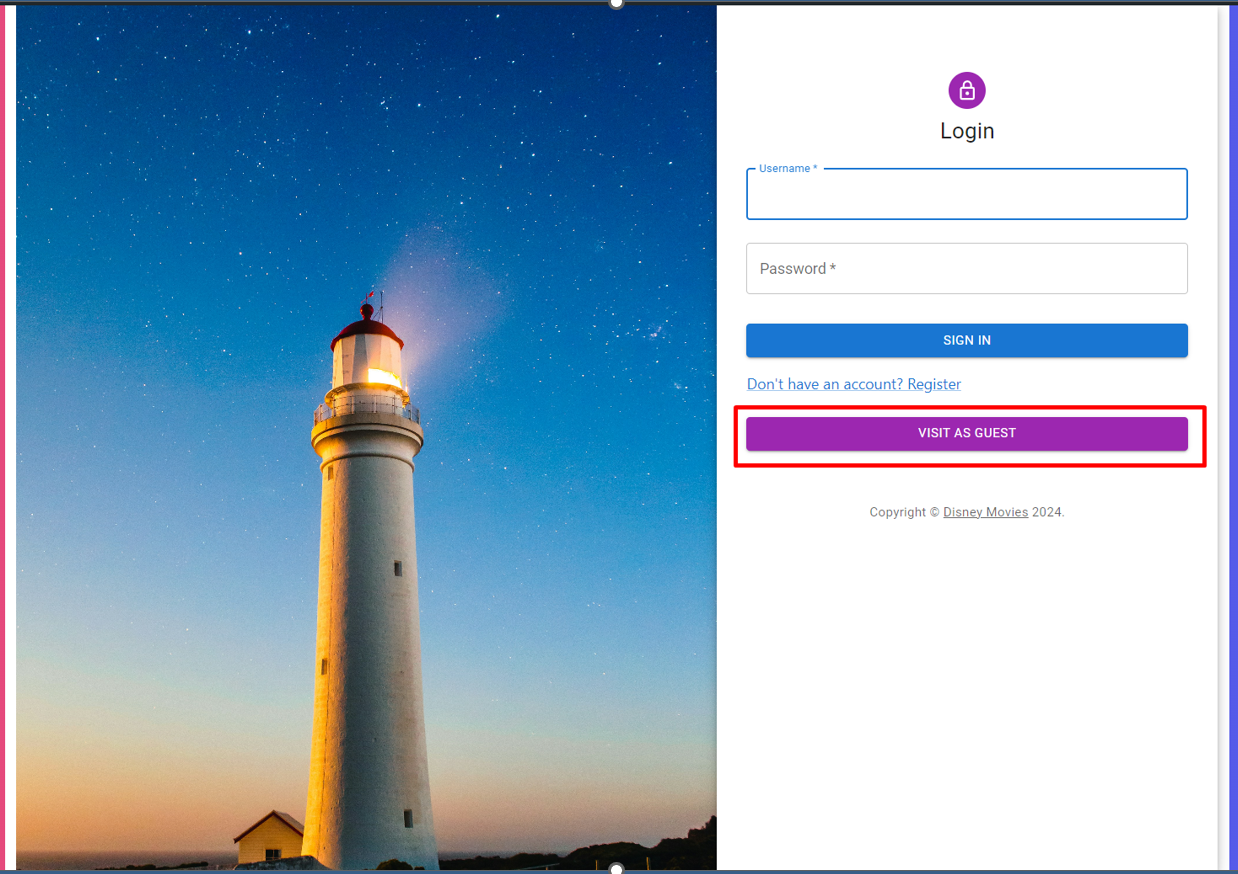 Login
Username *
Password *
SIGN IN
Don't have an account? Register
VISIT AS GUEST
Copyright © Disney Movies 2024.